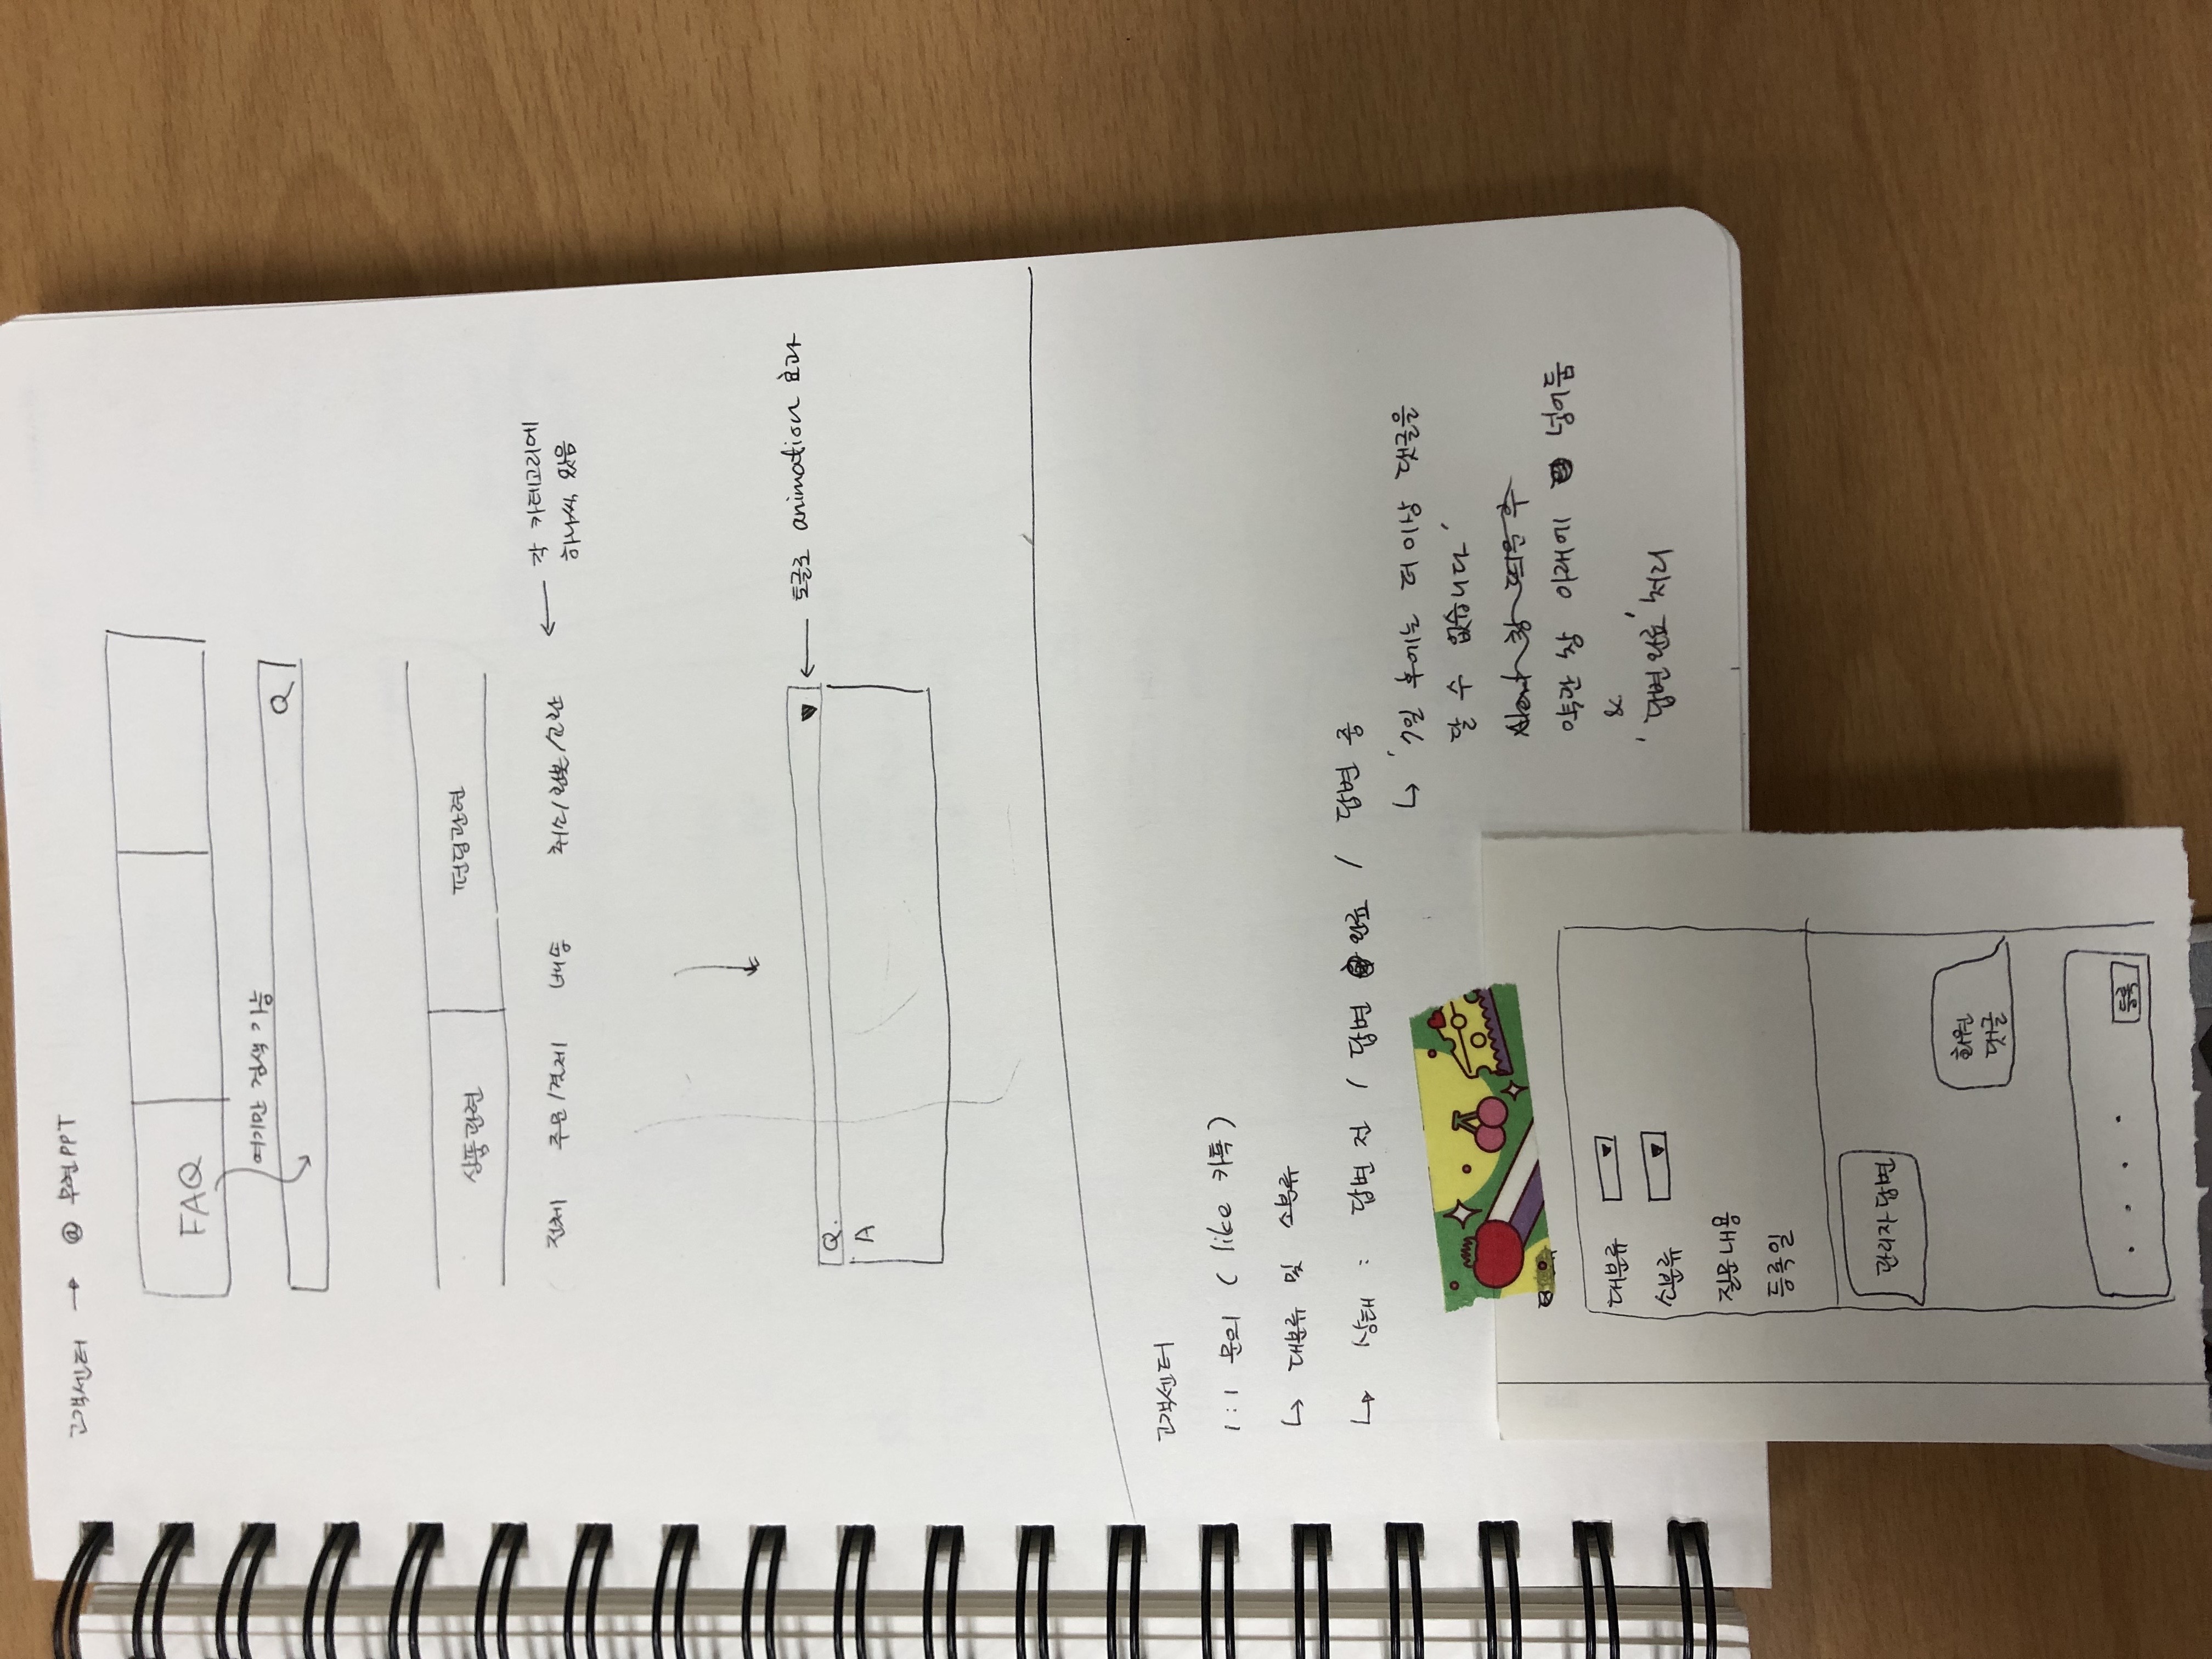 고객센터 → @ 무현PPT
FAQ
여기만 검색 가능
Q
상품관련 펀딩관련
전체 주문/결제 배송 취소/환불/교환
← 각 카테고리에
하나씩 있음
Q. ▼ ← 토글로 animation 효과
A
고객센터
1:1 문의 ( like 카톡 )
↳ 대분류 및 소분류
↳ 상태 : 답변 전 / 답변 완료 / 답변 중
↳ '7일 후에는 더 이상 댓글을
달 수 없습니다'
Alert 창 띄운 후
약관 창 아래에 넣어둠
&
'답변완료' 처리
대분류 ▼
소분류 ▼
질문내용
등록일
관리자 답변
회원
댓글
. . . . 등록